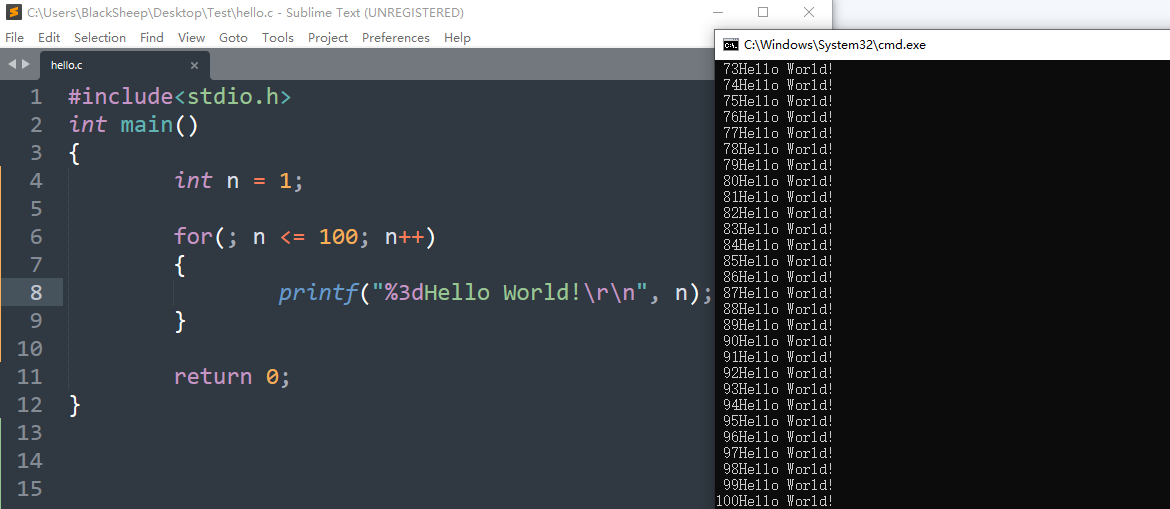 C:\Users\BlackSheep\Desktop\Test\hello.c - Sublime Text (UNREGISTERED)
File Edit Selection Find View Goto Tools Project Preferences Help
hello.c
1 #include<stdio.h>
2 int main()
3 {
4 int n = 1;
5
6 for(; n <= 100; n++)
7 {
8 printf("%3dHello World!\r\n", n);
9 }
10
11 return 0;
12 }
13
14
15
C:\Windows\System32\cmd.exe
73Hello World!
74Hello World!
75Hello World!
76Hello World!
77Hello World!
78Hello World!
79Hello World!
80Hello World!
81Hello World!
82Hello World!
83Hello World!
84Hello World!
85Hello World!
86Hello World!
87Hello World!
88Hello World!
89Hello World!
90Hello World!
91Hello World!
92Hello World!
93Hello World!
94Hello World!
95Hello World!
96Hello World!
97Hello World!
98Hello World!
99Hello World!
100Hello World!